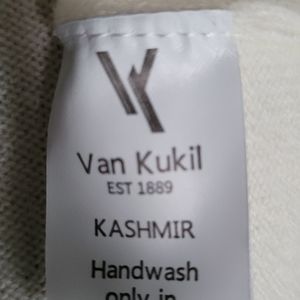 Van Kukil
EST 1889
KASHMIR
Handwash
only in